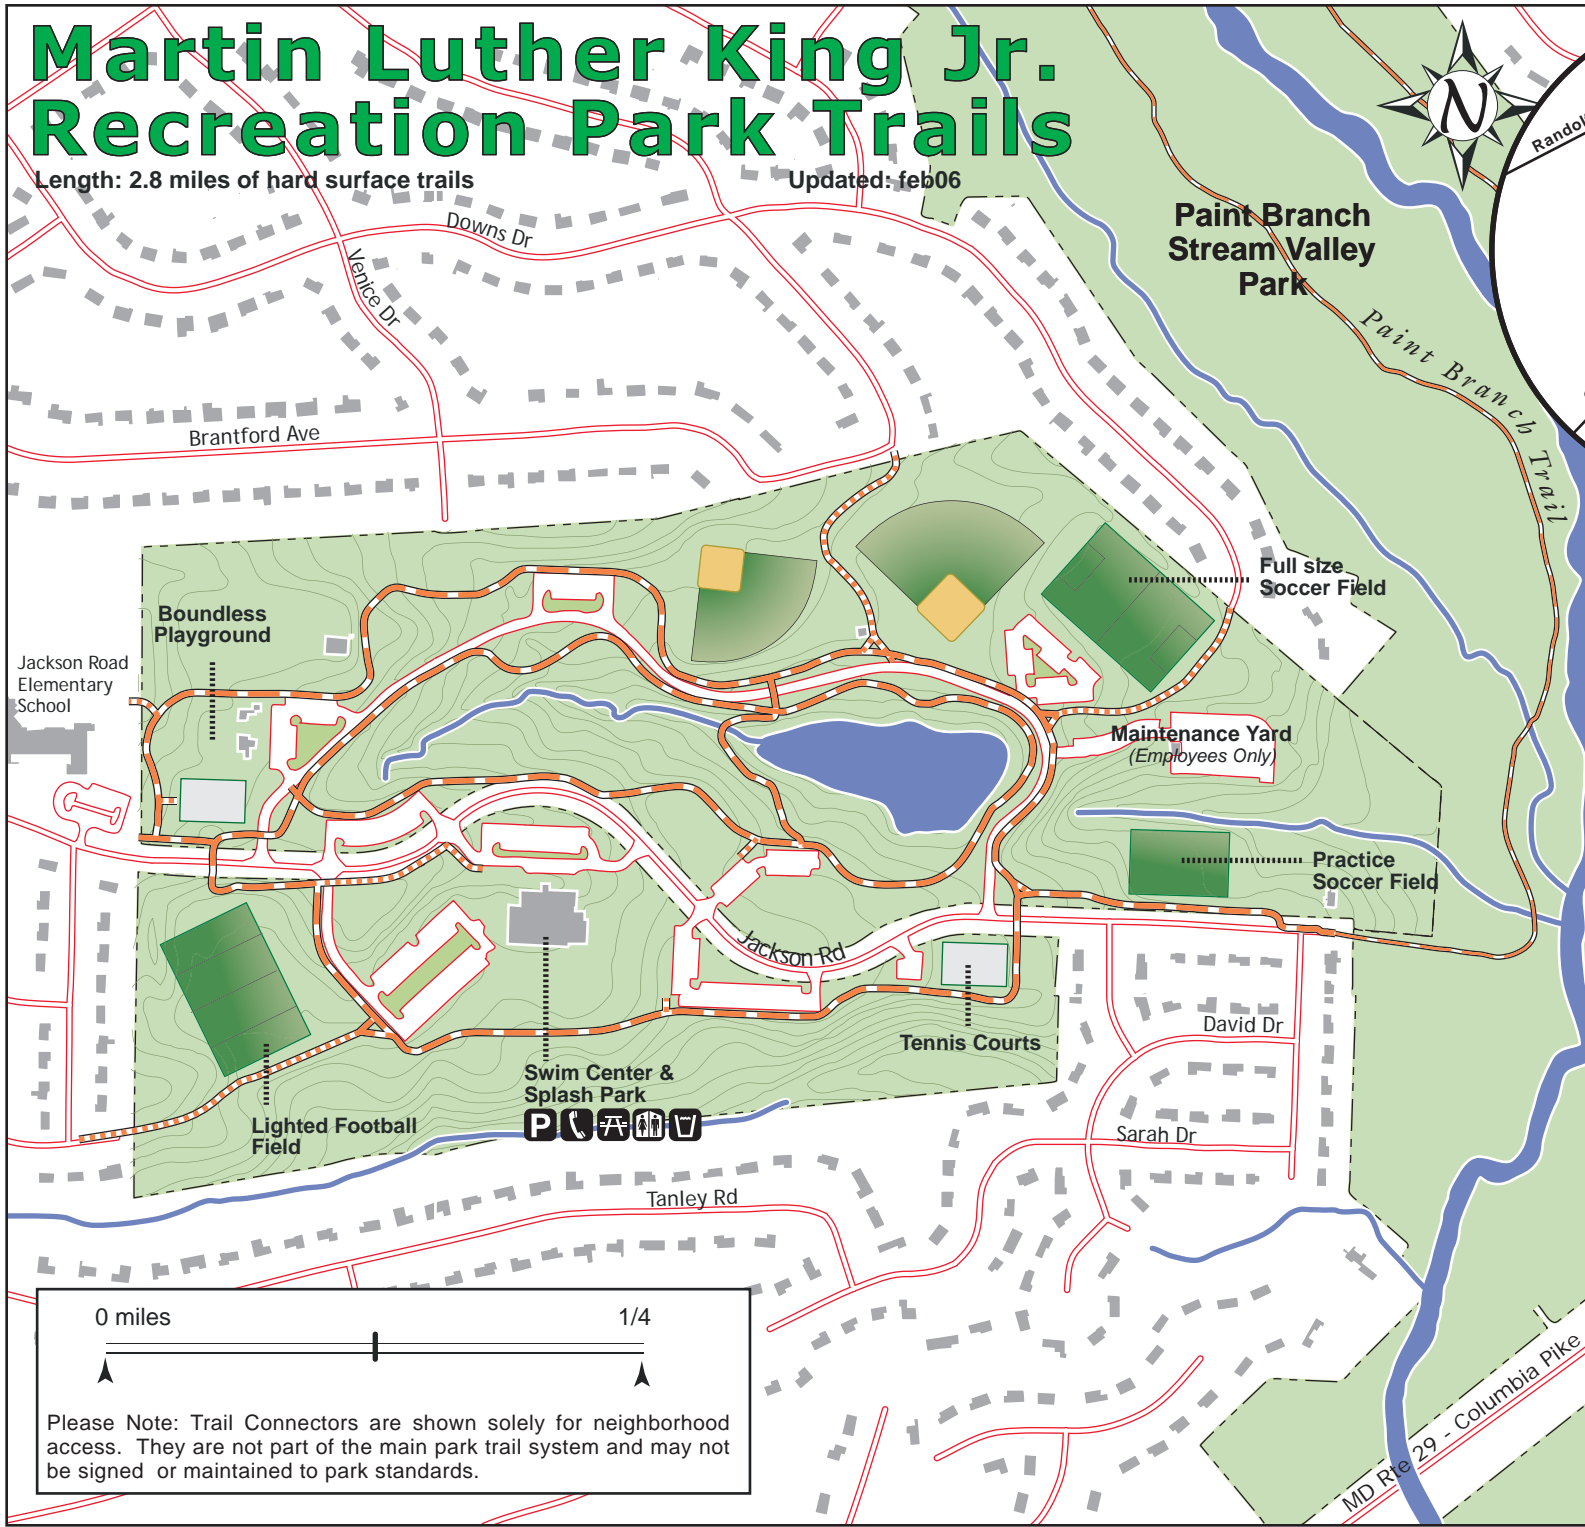 Martin Luther King Jr.
Recreation Park Trails
Length: 2.8 miles of hard surface trails
Updated: feb06
N
Paint Branch
Stream Valley
Park
Paint Branch Trail
Downs Dr
Venice Dr
Brantford Ave
Full size
Soccer Field
Boundless
Playground
Jackson Road
Elementary
School
Maintenance Yard
(Employees Only)
Practice
Soccer Field
Jackson Rd
Tennis Courts
David Dr
Swim Center &
Splash Park
P
Lighted Football
Field
Sarah Dr
Tanley Rd
0 miles
1/4
Please Note: Trail Connectors are shown solely for neighborhood
access. They are not part of the main park trail system and may not
be signed or maintained to park standards.
MD Rte 29 - Columbia Pike